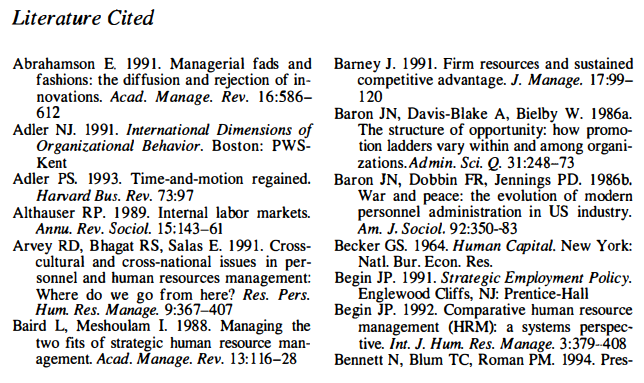 Literature Cited
Abrahamson E. 1991. Managerial fads and
fashions: the diffusion and rejection of in-
novations. Acad. Manage. Rev. 16:586–
612
Adler NJ. 1991. International Dimensions of
Organizational Behavior. Boston: PWS-
Kent
Adler PS. 1993. Time-and-motion regained.
Harvard Bus. Rev. 73:97
Althauser RP. 1989. Internal labor markets.
Annu. Rev. Sociol. 15:143–61
Arvey RD, Bhagat RS, Salas E. 1991. Cross-
cultural and cross-national issues in per-
sonnel and human resources management:
Where do we go from here? Res. Pers.
Hum. Res. Manage. 9:367–407
Baird L, Meshoulam I. 1988. Managing the
two fits of strategic human resource man-
agement. Acad. Manage. Rev. 13:116–28
Barney J. 1991. Firm resources and sustained
competitive advantage. J. Manage. 17:99–
120
Baron JN, Davis-Blake A, Bielby W. 1986a.
The structure of opportunity: how promo-
tion ladders vary within and among organi-
zations. Admin. Sci. Q. 31:248–73
Baron JN, Dobbin FR, Jennings PD. 1986b.
War and peace: the evolution of modern
personnel administration in US industry.
Am. J. Sociol. 92:350–83
Becker GS. 1964. Human Capital. New York:
Natl. Bur. Econ. Res.
Begin JP. 1991. Strategic Employment Policy.
Englewood Cliffs, NJ: Prentice-Hall
Begin JP. 1992. Comparative human resource
management (HRM): a systems perspec-
tive. Int. J. Hum. Res. Manage. 3:379–408
Bennett N, Blum TC, Roman PM. 1994. Pres-